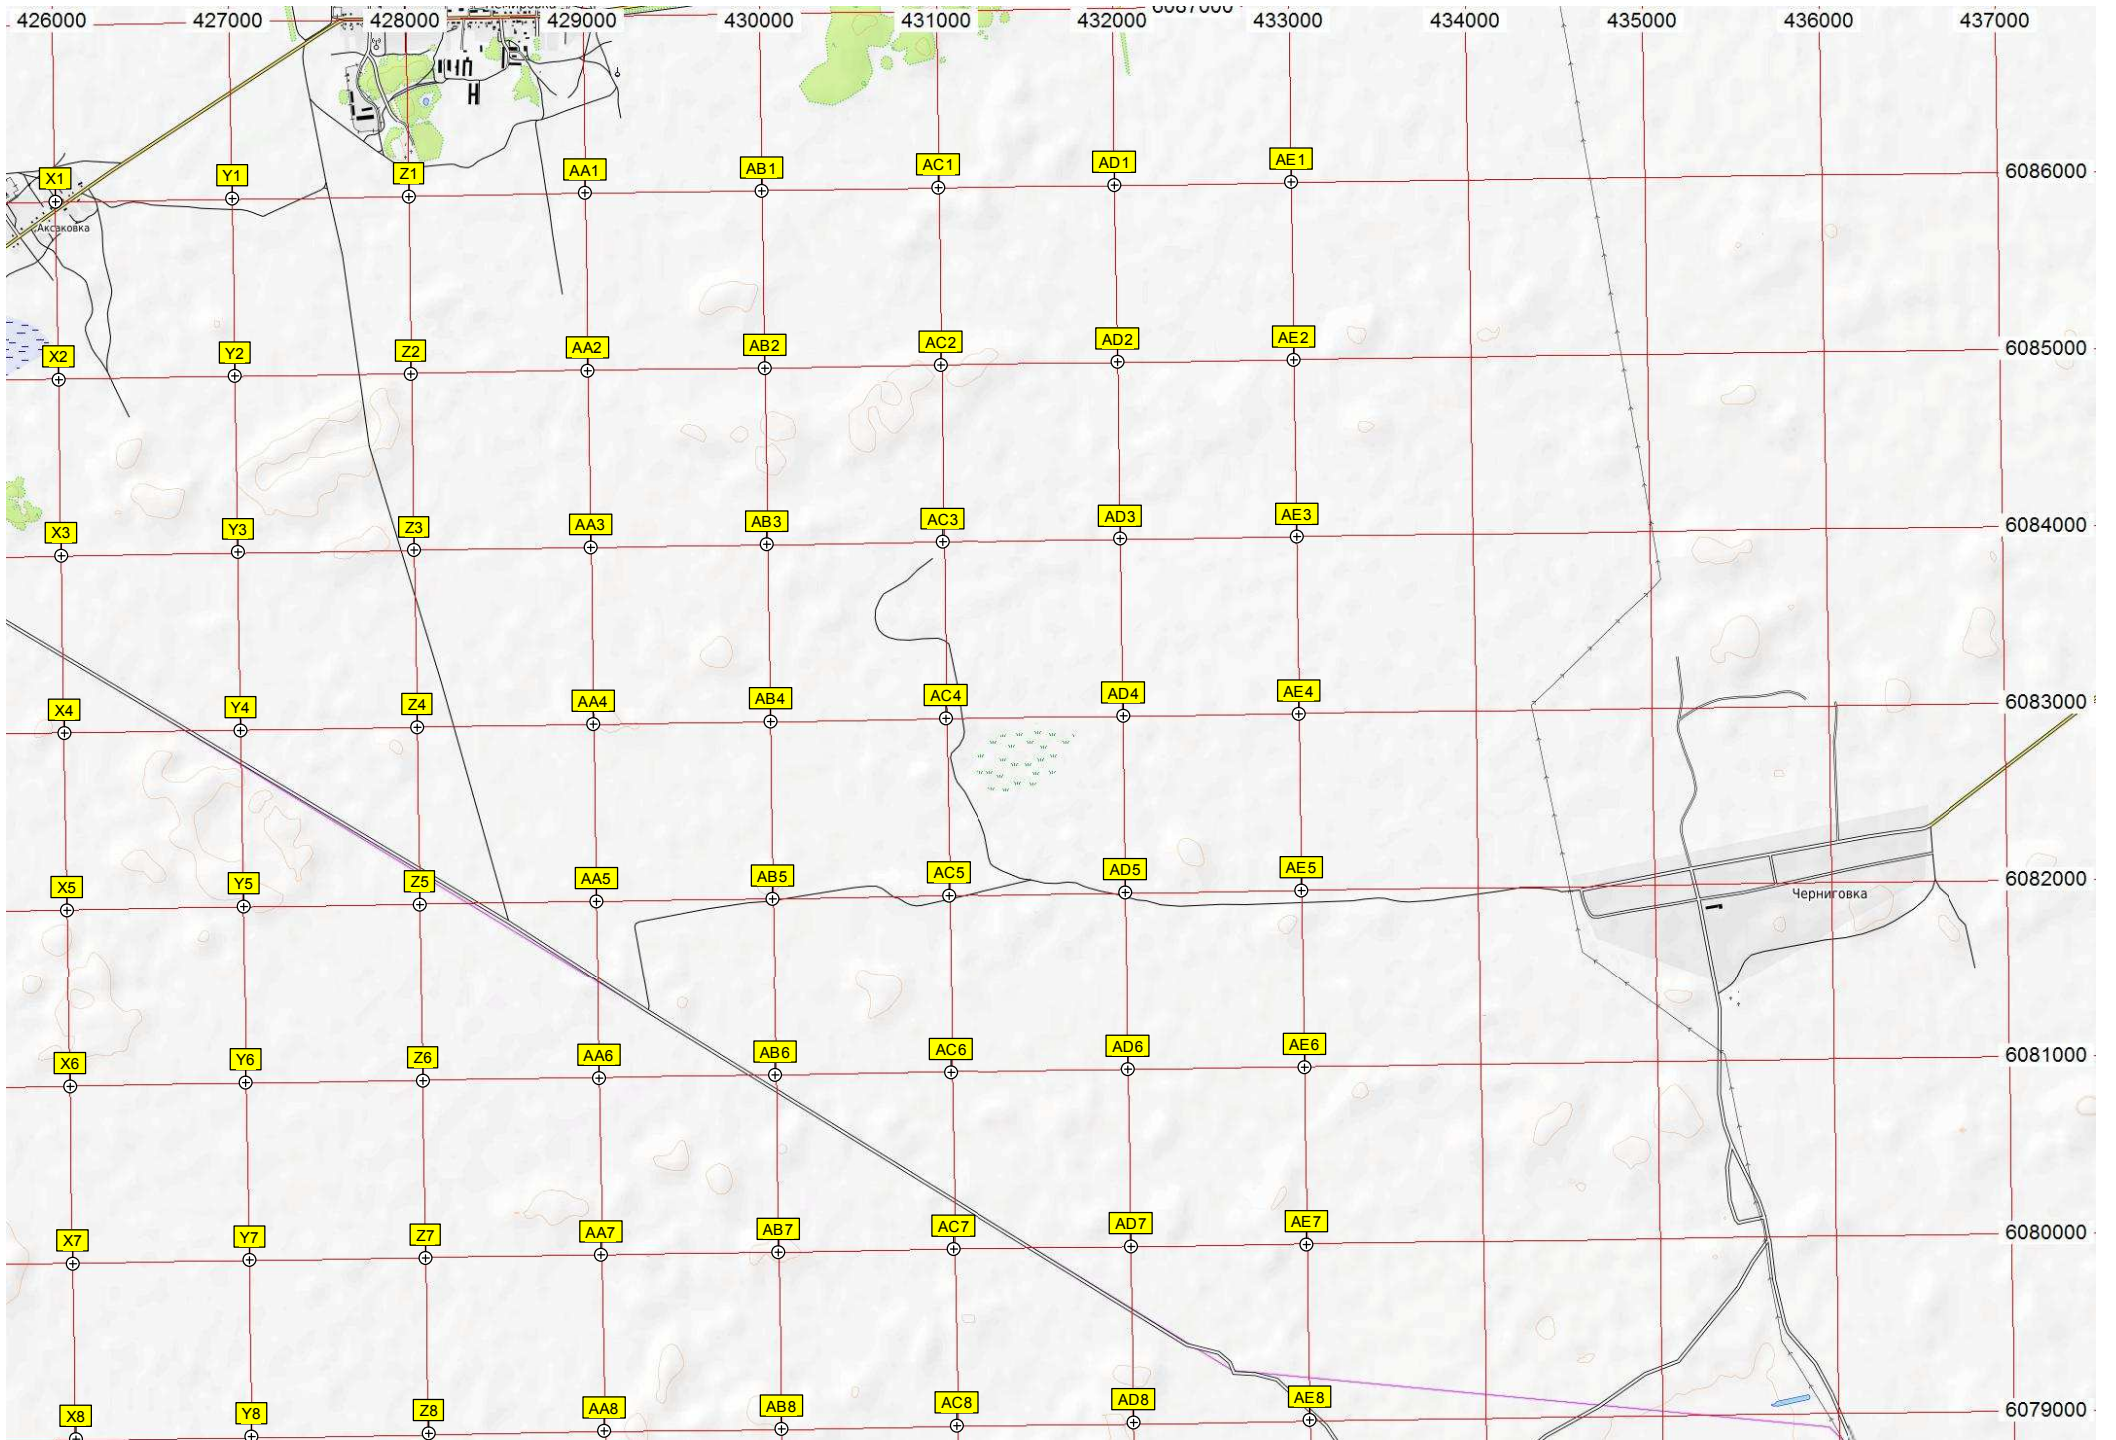 426000 427000 428000 429000 430000 431000 432000 6087000 433000 434000 435000 436000 437000
X1 Y1 Z1 AA1 AB1 AC1 AD1 AE1 6086000
Аксаковка
X2 Y2 Z2 AA2 AB2 AC2 AD2 AE2 6085000
X3 Y3 Z3 AA3 AB3 AC3 AD3 AE3 6084000
X4 Y4 Z4 AA4 AB4 AC4 AD4 AE4 6083000
X5 Y5 Z5 AA5 AB5 AC5 AD5 AE5 6082000
Черниговка
X6 Y6 Z6 AA6 AB6 AC6 AD6 AE6 6081000
X7 Y7 Z7 AA7 AB7 AC7 AD7 AE7 6080000
X8 Y8 Z8 AA8 AB8 AC8 AD8 AE8 6079000